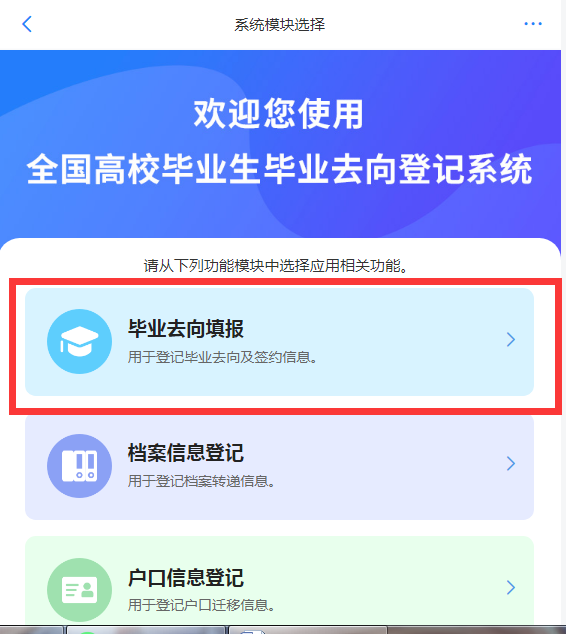 系统模块选择
欢迎您使用
全国高校毕业生毕业去向登记系统
请从下列功能模块中选择应用相关功能。
毕业去向填报
用于登记毕业去向及签约信息。
档案信息登记
用于登记档案转递信息。
户口信息登记
用于登记户口迁移信息。